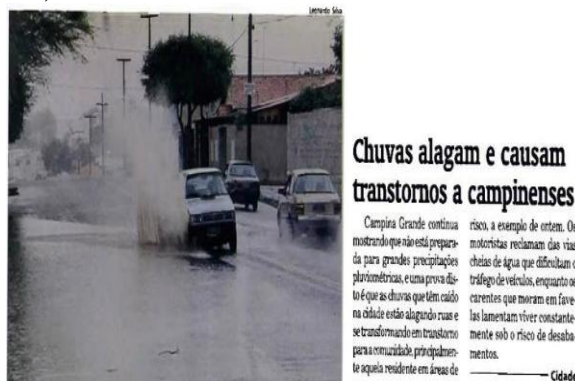 Leonardo Silva
Chuvas alagam e causam
transtornos a campinenses
Campina Grande continua
mostrando que não está prepara-
da para grandes precipitações
pluviométricas, e uma prova dis-
to é que as chuvas que têm caído
na cidade estão alagando ruas e
se transformando em transtorno
para a comunidade, principalmen-
te aquela residente em áreas de
risco, a exemplo de ontem. Os
motoristas reclamam das vias
cheias de água que dificultam o
tráfego de veículos, enquanto os
carentes que moram em fave-
las lamentam viver constante-
mente sob o risco de desaba-
mentos.
Cidade